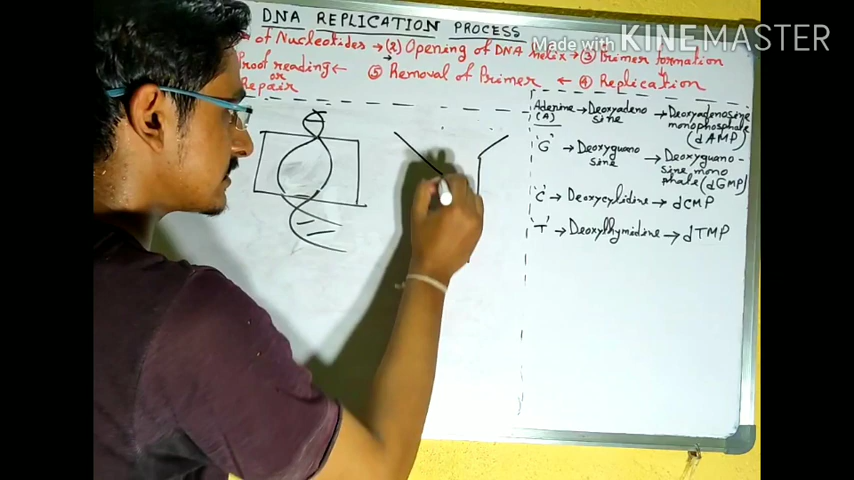 DNA REPLICATION PROCESS
of Nucleotides → (2) Opening of DNA helix → (3) Primer formation
Proof reading ← (5) Removal of Primer ← (4) Replication
or
Repair
Made with KINEMASTER
Adenine → Deoxyadeno → Deoxyadenosine
(A) sine monophosphate
(dAMP)
'G' → Deoxyguano → Deoxyguano-
sine sine mono
phate (dGMP)
'C' → Deoxycytidine → dCMP
'T' → Deoxythymidine → dTMP